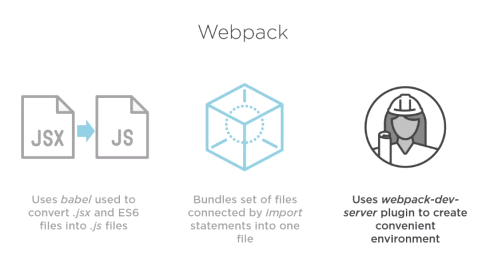 Webpack
JSX
JS
Uses babel used to
convert .jsx and ES6
files into .js files
Bundles set of files
connected by import
statements into one
file
Uses webpack-dev-
server plugin to create
convenient
environment